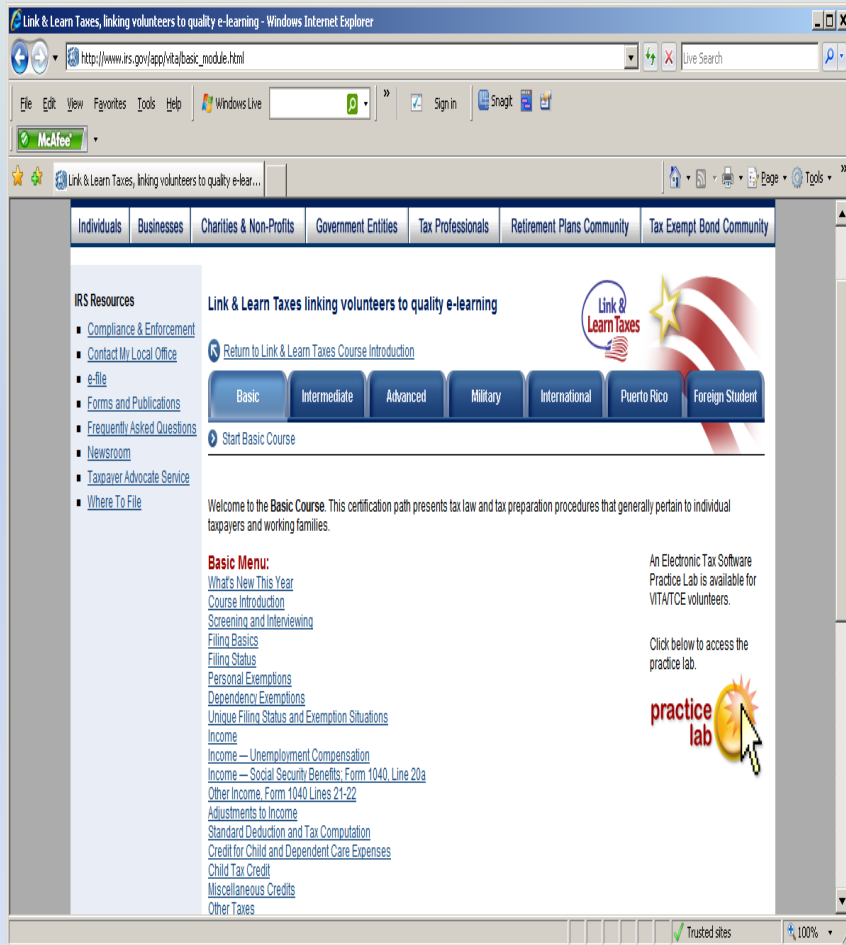 Link & Learn Taxes, linking volunteers to quality e-learning - Windows Internet Explorer
http://www.irs.gov/app/vita/basic_module.html
Live Search
File Edit View Favorites Tools Help
Windows Live
»
Sign in
Snagit
McAfee
Link & Learn Taxes, linking volunteers to quality e-lear...
Page
Tools
»
Individuals
Businesses
Charities & Non-Profits
Government Entities
Tax Professionals
Retirement Plans Community
Tax Exempt Bond Community
IRS Resources
Compliance & Enforcement
Contact My Local Office
e-file
Forms and Publications
Frequently Asked Questions
Newsroom
Taxpayer Advocate Service
Where To File
Link & Learn Taxes linking volunteers to quality e-learning
Link &
Learn Taxes
Return to Link & Learn Taxes Course Introduction
Basic
Intermediate
Advanced
Military
International
Puerto Rico
Foreign Student
Start Basic Course
Welcome to the Basic Course. This certification path presents tax law and tax preparation procedures that generally pertain to individual
taxpayers and working families.
Basic Menu:
What's New This Year
Course Introduction
Screening and Interviewing
Filing Basics
Filing Status
Personal Exemptions
Dependency Exemptions
Unique Filing Status and Exemption Situations
Income
Income — Unemployment Compensation
Income — Social Security Benefits; Form 1040, Line 20a
Other Income, Form 1040 Lines 21-22
Adjustments to Income
Standard Deduction and Tax Computation
Credit for Child and Dependent Care Expenses
Child Tax Credit
Miscellaneous Credits
Other Taxes
An Electronic Tax Software
Practice Lab is available for
VITA/TCE volunteers.
Click below to access the
practice lab.
practice
lab
Trusted sites
100%